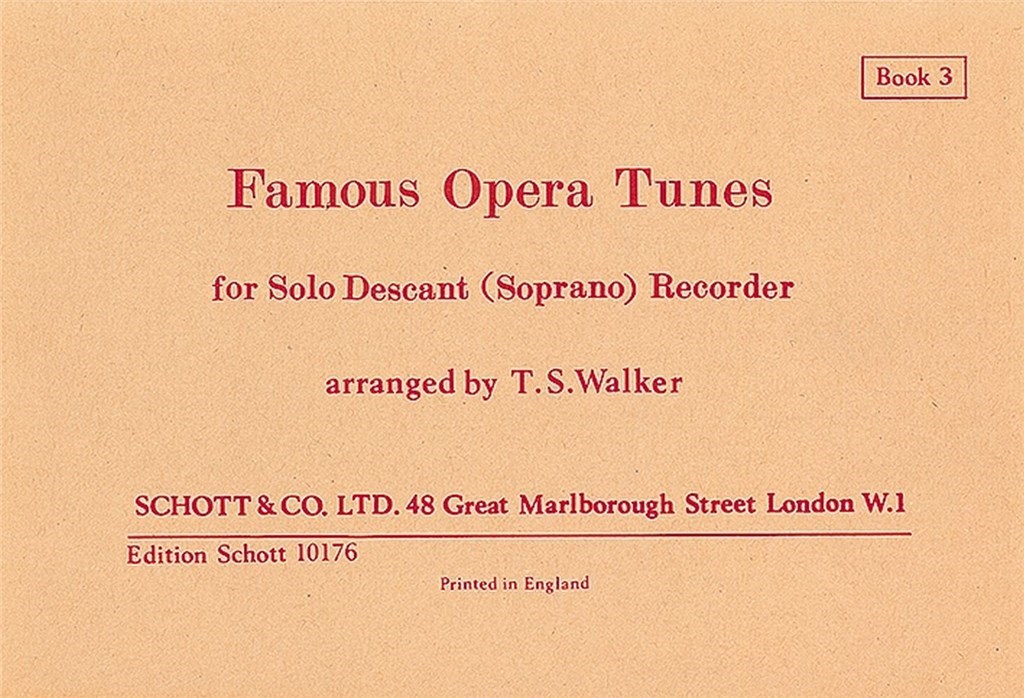 Book 3
Famous Opera Tunes
for Solo Descant (Soprano) Recorder
arranged by T.S.Walker
SCHOTT & CO. LTD. 48 Great Marlborough Street London W.1
Edition Schott 10176
Printed in England